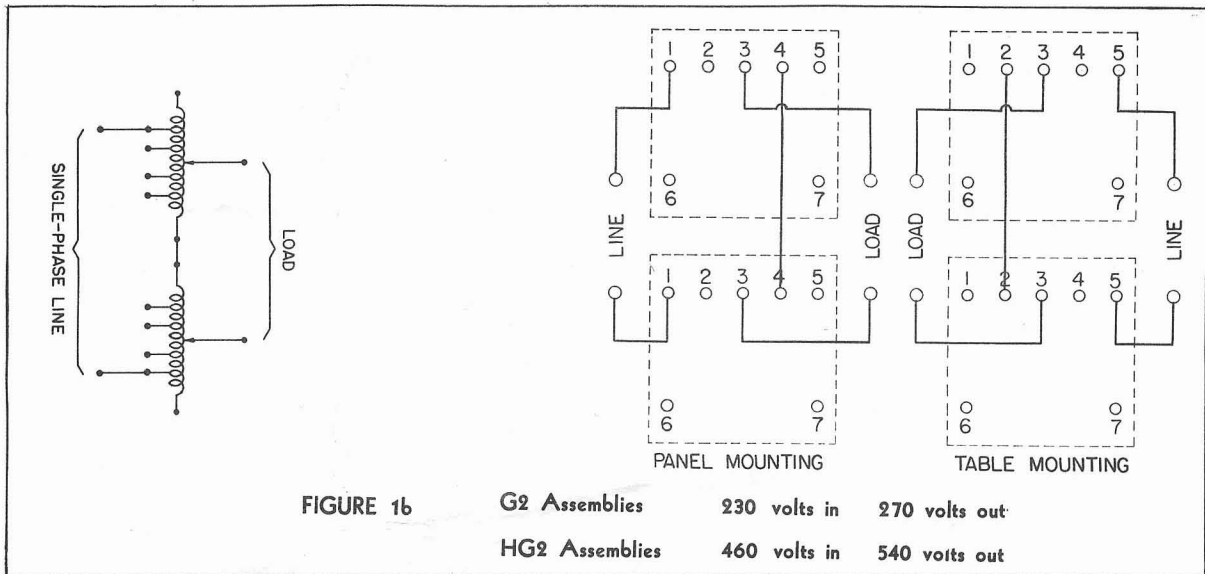 SINGLE-PHASE LINE
LOAD
1 2 3 4 5
6 7
LINE
LOAD
1 2 3 4 5
6 7
PANEL MOUNTING
1 2 3 4 5
6 7
LOAD
LINE
1 2 3 4 5
6 7
TABLE MOUNTING
FIGURE 1b
G2 Assemblies 230 volts in 270 volts out
HG2 Assemblies 460 volts in 540 volts out